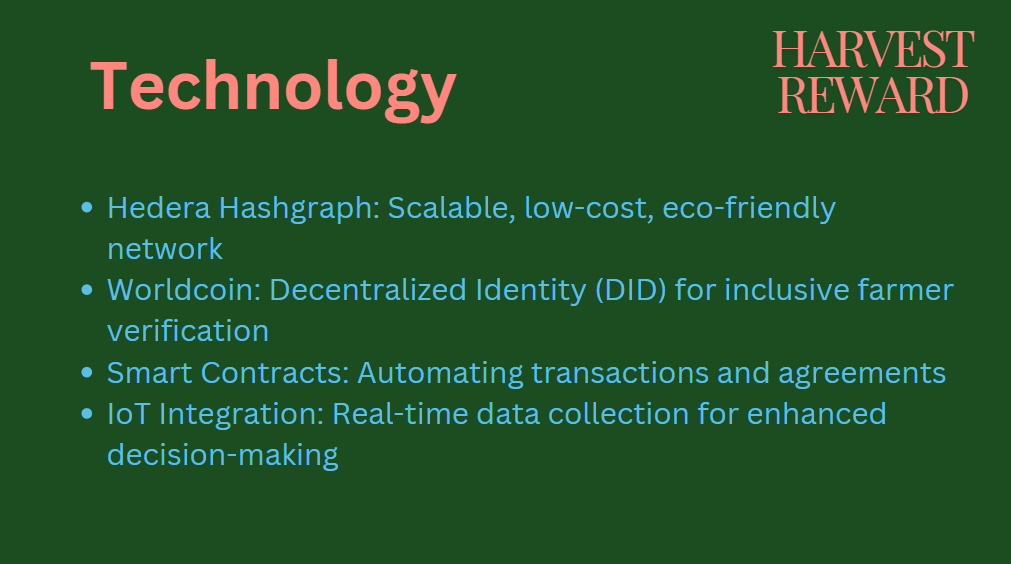 Technology
HARVEST
REWARD
• Hedera Hashgraph: Scalable, low-cost, eco-friendly
network
• Worldcoin: Decentralized Identity (DID) for inclusive farmer
verification
• Smart Contracts: Automating transactions and agreements
• IoT Integration: Real-time data collection for enhanced
decision-making